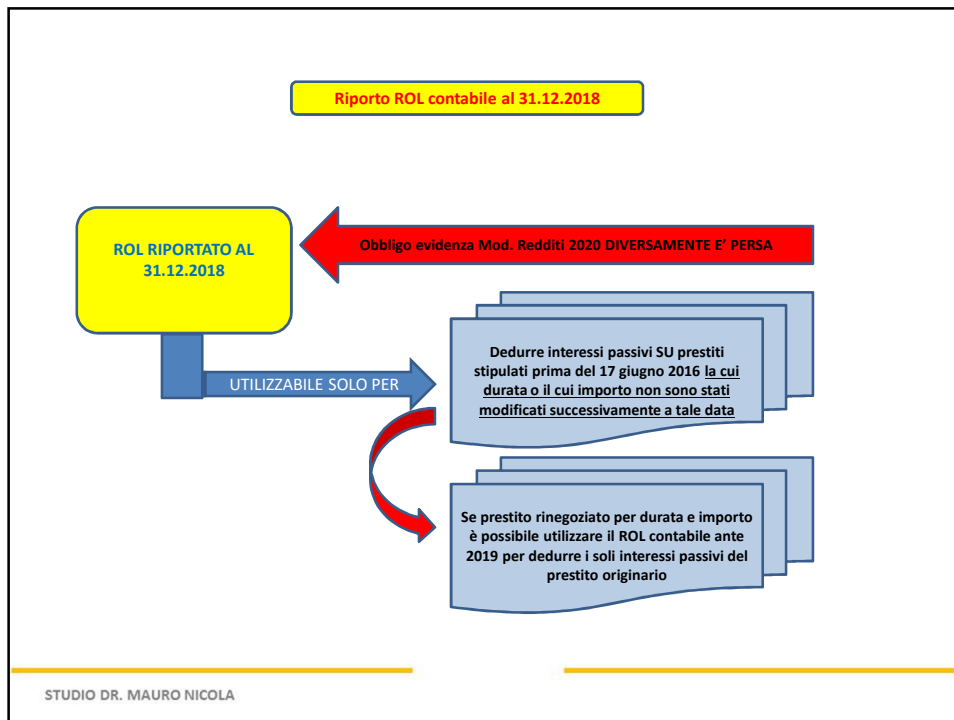 Riporto ROL contabile al 31.12.2018
ROL RIPORTATO AL
31.12.2018
Obbligo evidenza Mod. Redditi 2020 DIVERSAMENTE E' PERSA
UTILIZZABILE SOLO PER
Dedurre interessi passivi SU prestiti
stipulati prima del 17 giugno 2016 la cui
durata o il cui importo non sono stati
modificati successivamente a tale data
Se prestito rinegoziato per durata e importo
è possibile utilizzare il ROL contabile ante
2019 per dedurre i soli interessi passivi del
prestito originario
STUDIO DR. MAURO NICOLA